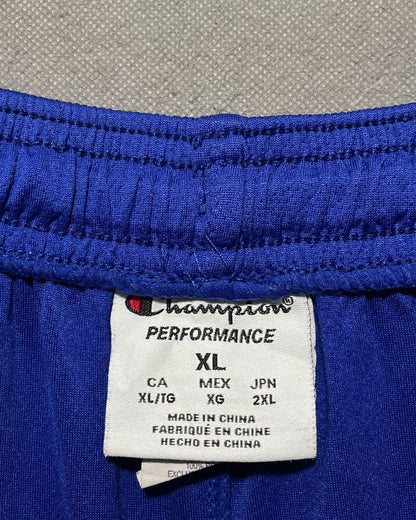 Champion®
PERFORMANCE
XL
CA MEX JPN
XL/TG XG 2XL
MADE IN CHINA
FABRIQUÉ EN CHINE
HECHO EN CHINA
100%